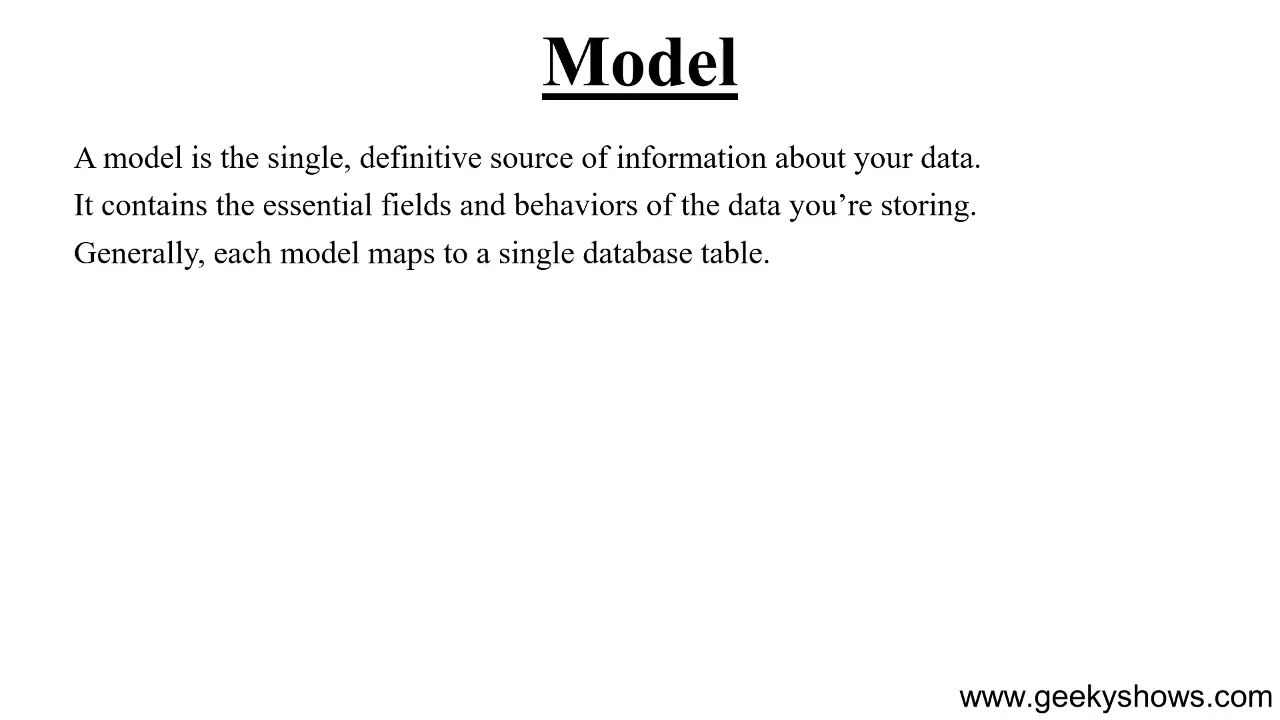 Model
A model is the single, definitive source of information about your data.
It contains the essential fields and behaviors of the data you’re storing.
Generally, each model maps to a single database table.
www.geekyshows.com